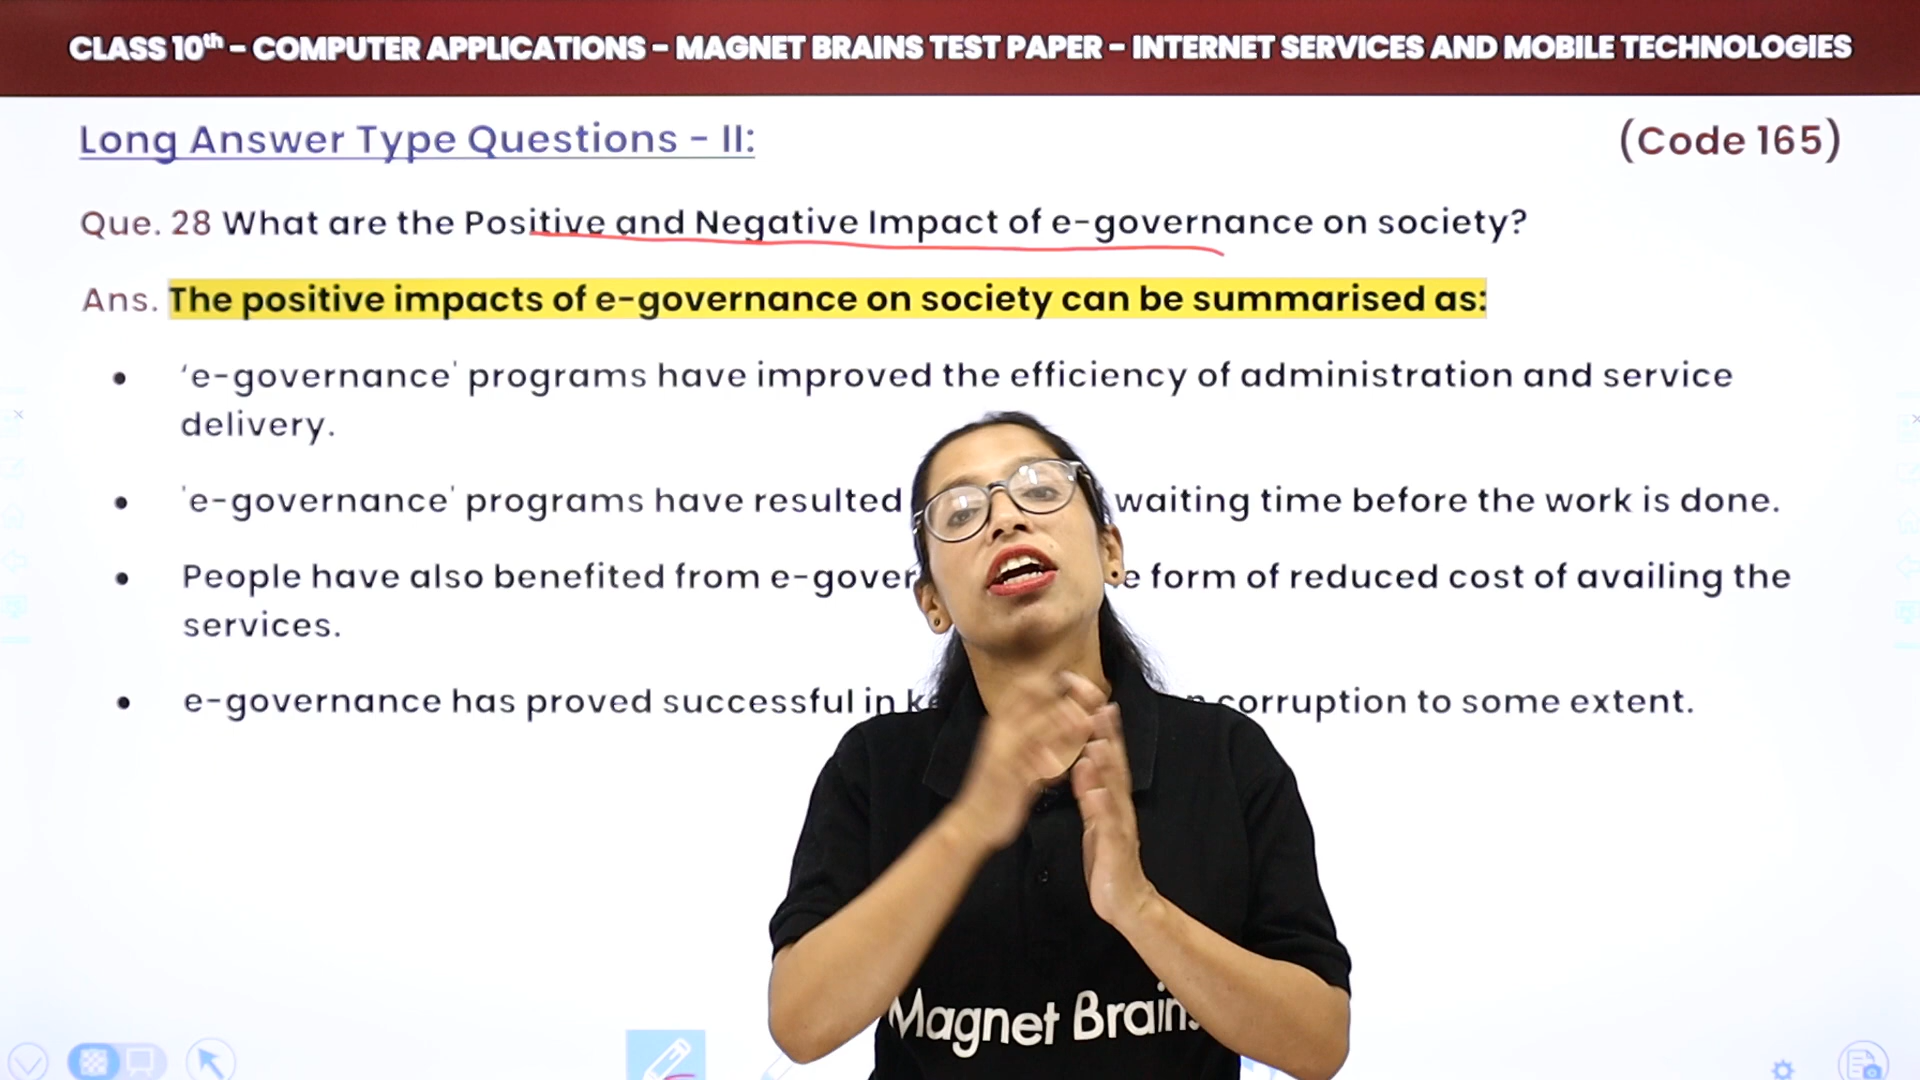 CLASS 10th - COMPUTER APPLICATIONS - MAGNET BRAINS TEST PAPER - INTERNET SERVICES AND MOBILE TECHNOLOGIES
Long Answer Type Questions - II:
(Code 165)
Que. 28 What are the Positive and Negative Impact of e-governance on society?
Ans. The positive impacts of e-governance on society can be summarised as:
• 'e-governance' programs have improved the efficiency of administration and service
delivery.
• 'e-governance' programs have resulted waiting time before the work is done.
• People have also benefited from form of reduced cost of availing the
services.
• e-governance has proved successful in corruption to some extent.
Magnet Brains